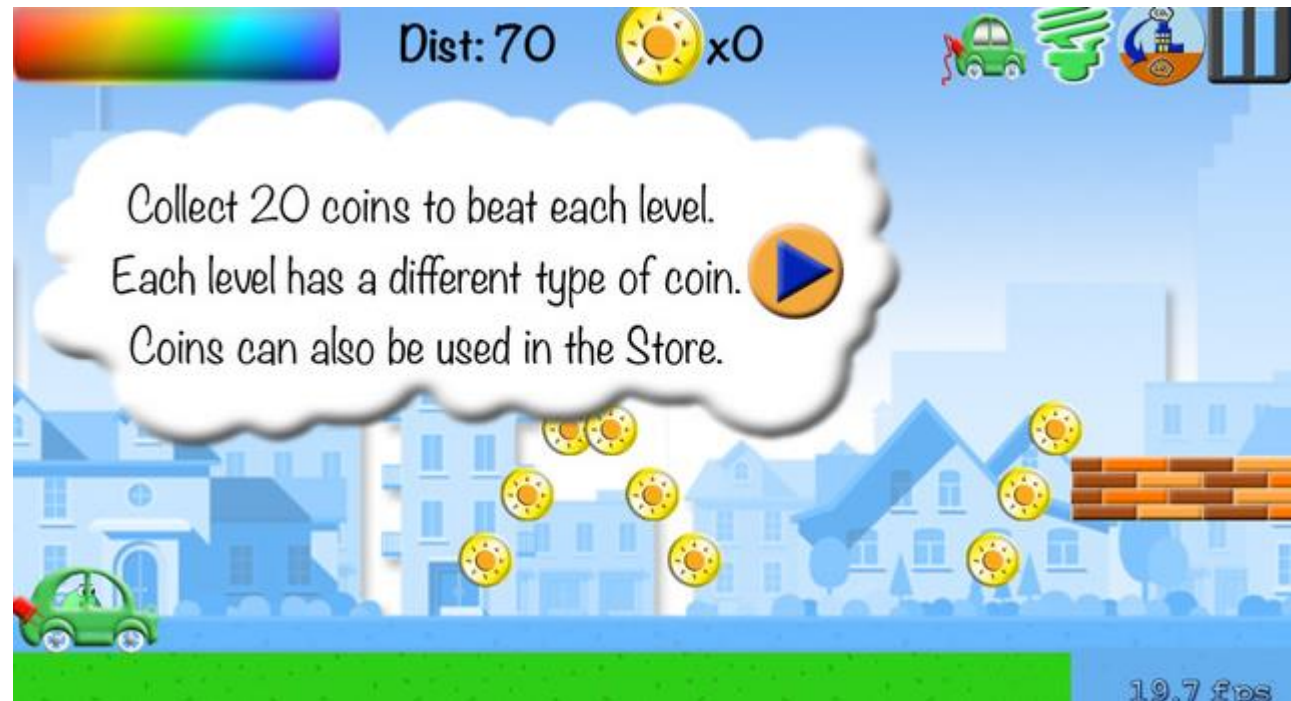 Dist: 70
x0
Collect 20 coins to beat each level.
Each level has a different type of coin.
Coins can also be used in the Store.
19.7 fps